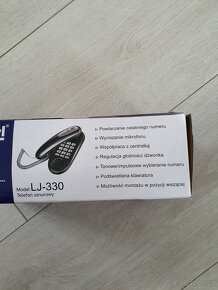 Model LJ-330
Telefon sznurowy
Powtarzanie ostatniego numeru
Wyciszanie mikrofonu
Współpraca z centralką
Regulacja głośności dzwonka
Tonowe/impulsowe wybieranie numeru
Podświetlana klawiatura
Możliwość montażu w pozycji wiszącej